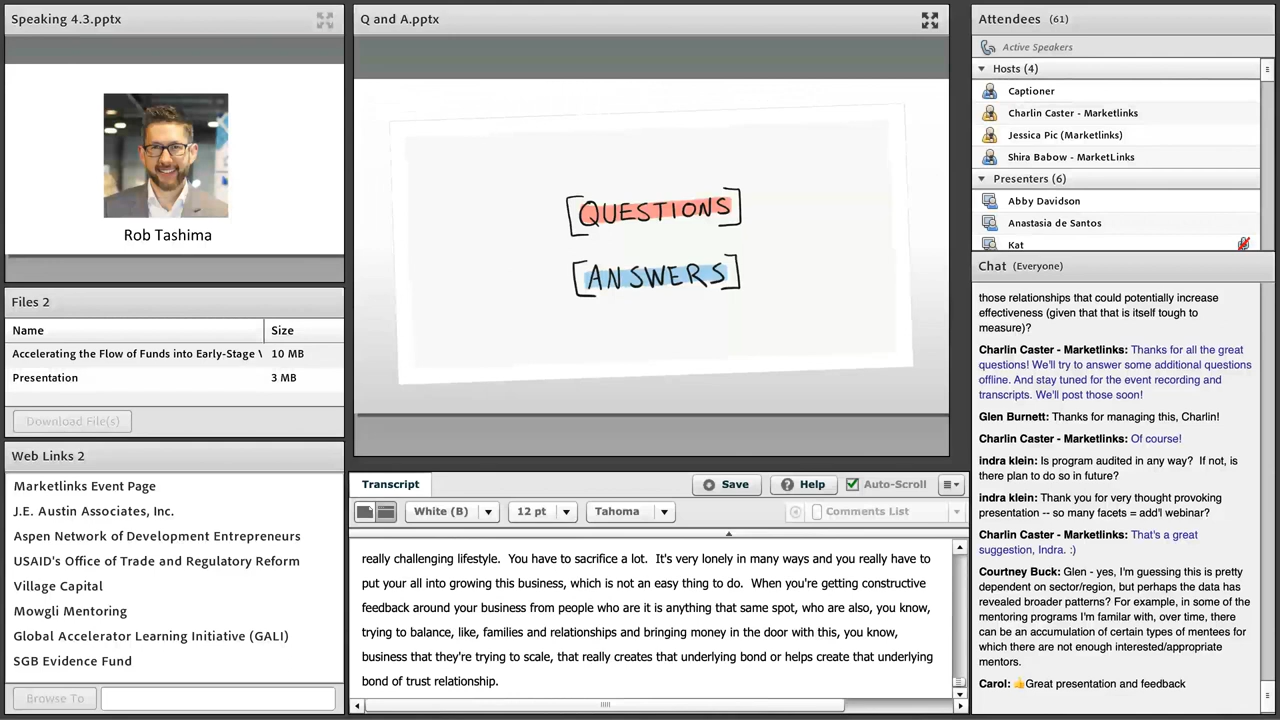 Speaking 4.3.pptx
Rob Tashima
Files 2
Name Size
Accelerating the Flow of Funds into Early-Stage 10 MB
Presentation 3 MB
Download File(s)
Web Links 2
Marketlinks Event Page
J.E. Austin Associates, Inc.
Aspen Network of Development Entrepreneurs
USAID's Office of Trade and Regulatory Reform
Village Capital
Mowgli Mentoring
Global Accelerator Learning Initiative (GALI)
SGB Evidence Fund
Browse To
Q and A.pptx
[QUESTIONS]
[ANSWERS]
Transcript
Save
Help
Auto-Scroll
White (B)
12 pt
Tahoma
Comments List
really challenging lifestyle. You have to sacrifice a lot. It's very lonely in many ways and you really have to
put your all into growing this business, which is not an easy thing to do. When you're getting constructive
feedback around your business from people who are it is anything that same spot, who are also, you know,
trying to balance, like, families and relationships and bringing money in the door with this, you know,
business that they're trying to scale, that really creates that underlying bond or helps create that underlying
bond of trust relationship.
Attendees (61)
Active Speakers
Hosts (4)
Captioner
Charlin Caster - Marketlinks
Jessica Pic (Marketlinks)
Shira Babow - MarketLinks
Presenters (6)
Abby Davidson
Anastasia de Santos
Kat
Chat (Everyone)
those relationships that could potentially increase
effectiveness (given that that is itself tough to
measure)?
Charlin Caster - Marketlinks: Thanks for all the great
questions! We'll try to answer some additional questions
offline. And stay tuned for the event recording and
transcripts. We'll post those soon!
Glen Burnett: Thanks for managing this, Charlin!
Charlin Caster - Marketlinks: Of course!
indra klein: Is program audited in any way? If not, is
there plan to do so in future?
indra klein: Thank you for very thought provoking
presentation -- so many facets = add'l webinar?
Charlin Caster - Marketlinks: That's a great
suggestion, Indra. :)
Courtney Buck: Glen - yes, I'm guessing this is pretty
dependent on sector/region, but perhaps the data has
revealed broader patterns? For example, in some of the
mentoring programs I'm famliar with, over time, there
can be an accumulation of certain types of mentees for
which there are not enough interested/appropriate
mentors.
Carol: 👍Great presentation and feedback